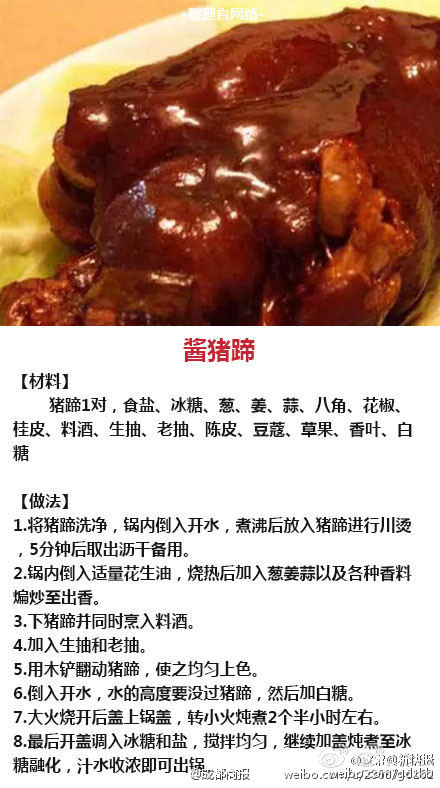 -整理自网络-
酱猪蹄
【材料】
猪蹄1对，食盐、冰糖、葱、姜、蒜、八角、花椒、
桂皮、料酒、生抽、老抽、陈皮、豆蔻、草果、香叶、白
糖
【做法】
1.将猪蹄洗净，锅内倒入开水，煮沸后放入猪蹄进行川烫
，5分钟后取出沥干备用。
2.锅内倒入适量花生油，烧热后加入葱姜蒜以及各种香料
煸炒至出香。
3.下猪蹄并同时烹入料酒。
4.加入生抽和老抽。
5.用木铲翻动猪蹄，使之均匀上色。
6.倒入开水，水的高度要没过猪蹄，然后加白糖。
7.大火烧开后盖上锅盖，转小火炖煮2个半小时左右。
8.最后开盖调入冰糖和盐，搅拌均匀，继续加盖炖煮至冰
糖融化，汁水收浓即可出锅。
@成都商报